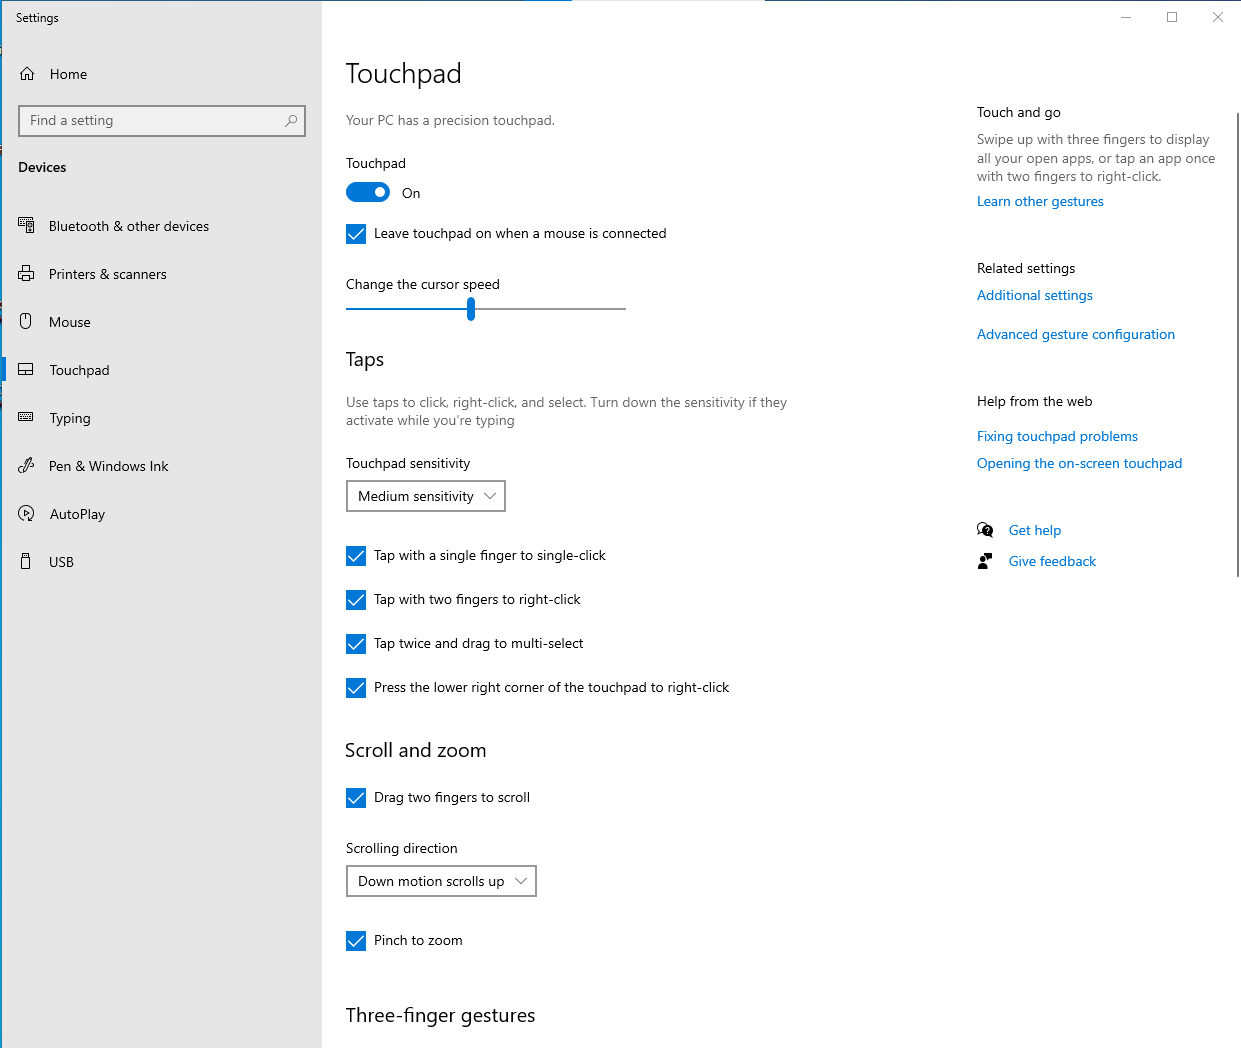 Settings
Home
Find a setting
Devices
Bluetooth & other devices
Printers & scanners
Mouse
Touchpad
Typing
Pen & Windows Ink
AutoPlay
USB
Touchpad
Your PC has a precision touchpad.
Touchpad
On
Leave touchpad on when a mouse is connected
Change the cursor speed
Taps
Use taps to click, right-click, and select. Turn down the sensitivity if they
activate while you're typing
Touchpad sensitivity
Medium sensitivity
Tap with a single finger to single-click
Tap with two fingers to right-click
Tap twice and drag to multi-select
Press the lower right corner of the touchpad to right-click
Scroll and zoom
Drag two fingers to scroll
Scrolling direction
Down motion scrolls up
Pinch to zoom
Three-finger gestures
Touch and go
Swipe up with three fingers to display
all your open apps, or tap an app once
with two fingers to right-click.
Learn other gestures
Related settings
Additional settings
Advanced gesture configuration
Help from the web
Fixing touchpad problems
Opening the on-screen touchpad
Get help
Give feedback